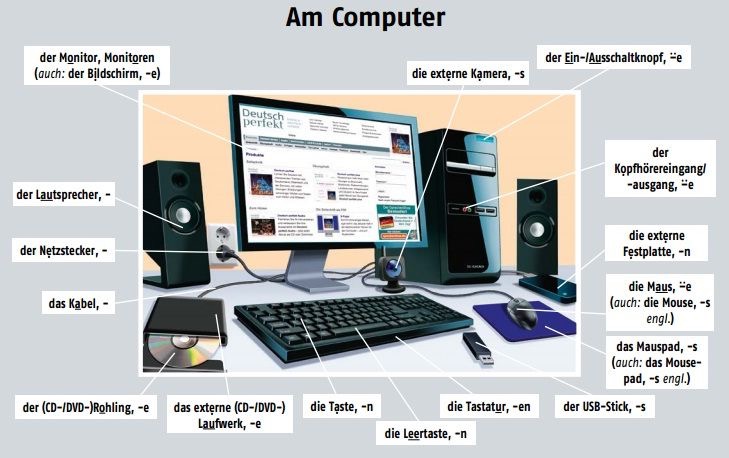 Am Computer
der Monitor, Monitoren
(auch: der Bildschirm, -e)
die externe Kamera, -s
der Ein-/Ausschaltknopf, ¨-e
der
Kopfhörereingang/
-ausgang, ¨-e
der Lautsprecher, -
der Netzstecker, -
das Kabel, -
die externe
Festplatte, -n
die Maus, ¨-e
(auch: die Mouse, -s
engl.)
das Mauspad, -s
(auch: das Mouse-
pad, -s engl.)
der (CD-/DVD-)Rohling, -e
das externe (CD-/DVD-)
Laufwerk, -e
die Taste, -n
die Leertaste, -n
die Tastatur, -en
der USB-Stick, -s
Deutsch
perfekt
Produkte